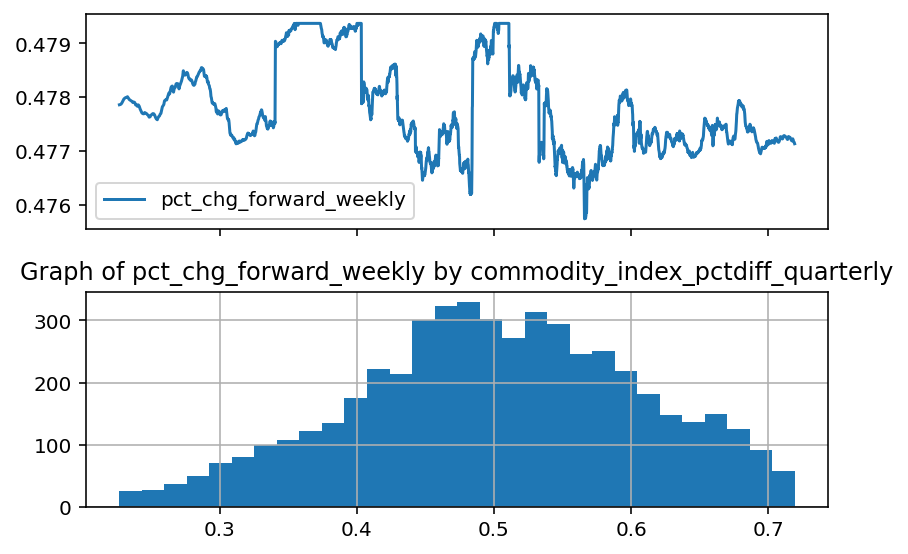 0.479
0.478
0.477
0.476
pct_chg_forward_weekly
Graph of pct_chg_forward_weekly by commodity_index_pctdiff_quarterly
300
200
100
0
0.3 0.4 0.5 0.6 0.7